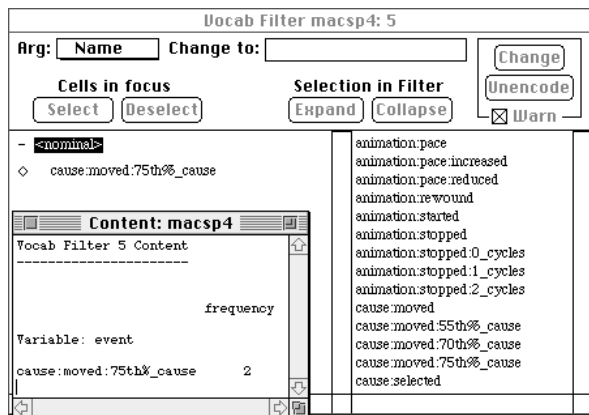 Vocab Filter macsp4: 5
Arg: Name Change to:
Change
Cells in focus
Selection in Filter
Unencode
Select Deselect
Expand Collapse
Warn
– <nominal>
◇ cause:moved:75th%_cause
Content: macsp4
Vocab Filter 5 Content
----------------------
frequency
Variable: event
cause:moved:75th%_cause 2
animation:pace
animation:pace:increased
animation:pace:reduced
animation:rewound
animation:started
animation:stopped
animation:stopped:0_cycles
animation:stopped:1_cycles
animation:stopped:2_cycles
cause:moved
cause:moved:55th%_cause
cause:moved:70th%_cause
cause:moved:75th%_cause
cause:selected